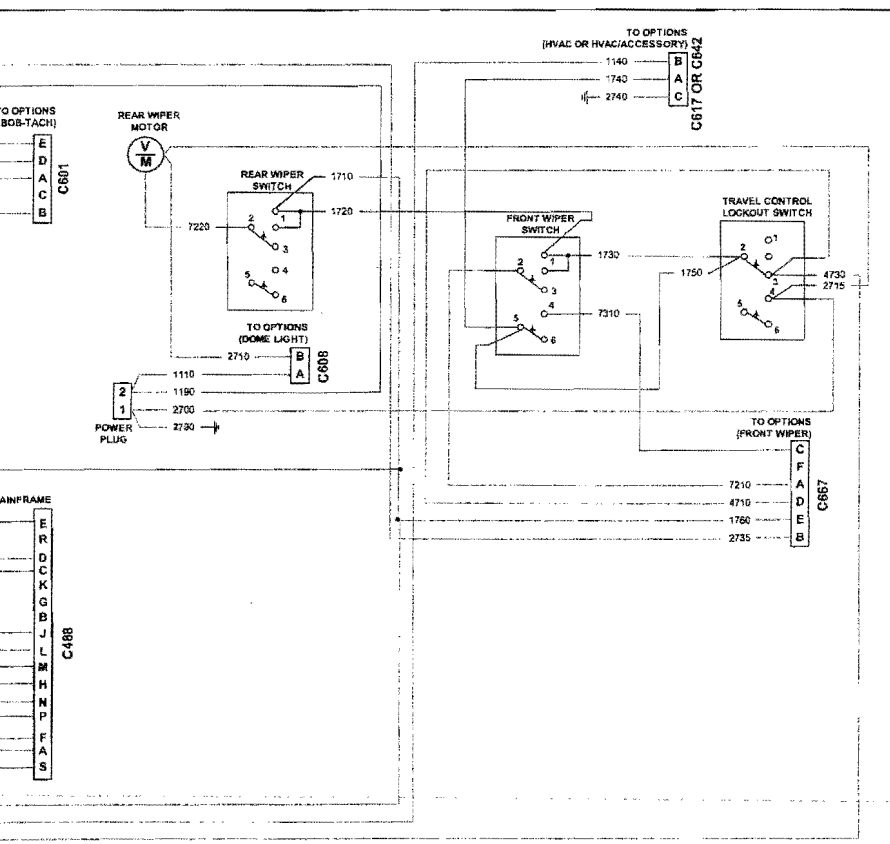 TO OPTIONS
(HVAC OR HVAC/ACCESSORY)
1140 B
1740 A
2740 C
C617 OR C642
TO OPTIONS
BOB-TACH)
E
D
A
C
B
C601
REAR WIPER
MOTOR
V
M
REAR WIPER
SWITCH
1710
1720
7220
2
1
3
5
4
6
FRONT WIPER
SWITCH
1730
2
1
3
4
5
6
7310
TRAVEL CONTROL
LOCKOUT SWITCH
1750
2
1
3
4
5
6
4730
2715
TO OPTIONS
(DOME LIGHT)
2710 B
A
C608
1110
2 1190
1 2700
2730
POWER
PLUG
TO OPTIONS
(FRONT WIPER)
C
F
7210 A
4710 D
1760 E
2735 B
C667
AINFRAME
E
R
D
C
K
G
B
J
L
M
H
N
P
F
A
S
C488